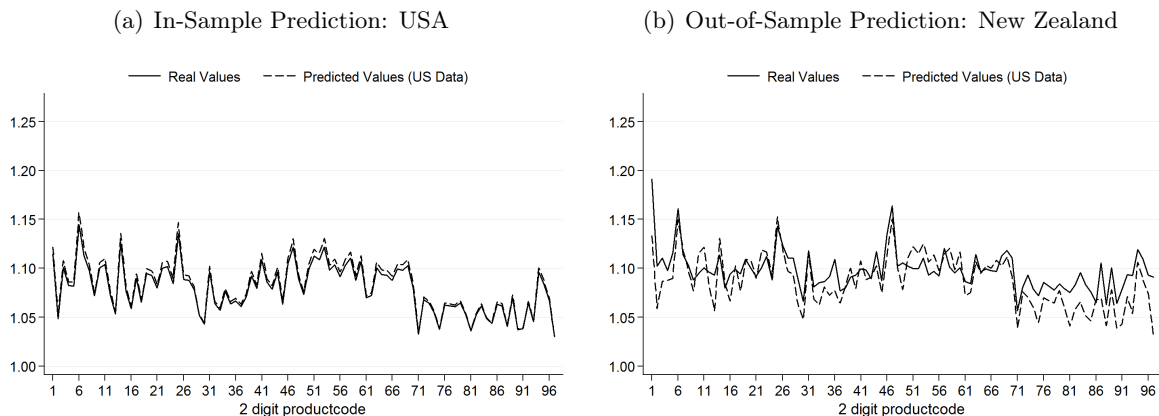 (a) In-Sample Prediction: USA
Real Values Predicted Values (US Data)
1.25
1.20
1.15
1.10
1.05
1.00
1 6 11 16 21 26 31 36 41 46 51 56 61 66 71 76 81 86 91 96
2 digit productcode
(b) Out-of-Sample Prediction: New Zealand
Real Values Predicted Values (US Data)
1.25
1.20
1.15
1.10
1.05
1.00
1 6 11 16 21 26 31 36 41 46 51 56 61 66 71 76 81 86 91 96
2 digit productcode